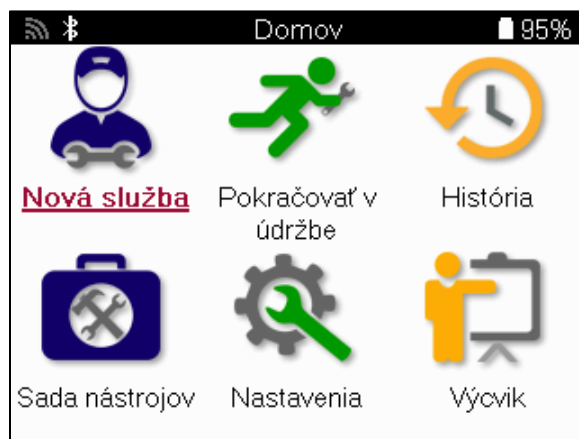 Domov
95%
Nová služba
Pokračovať v
údržbe
História
Sada nástrojov
Nastavenia
Výcvik